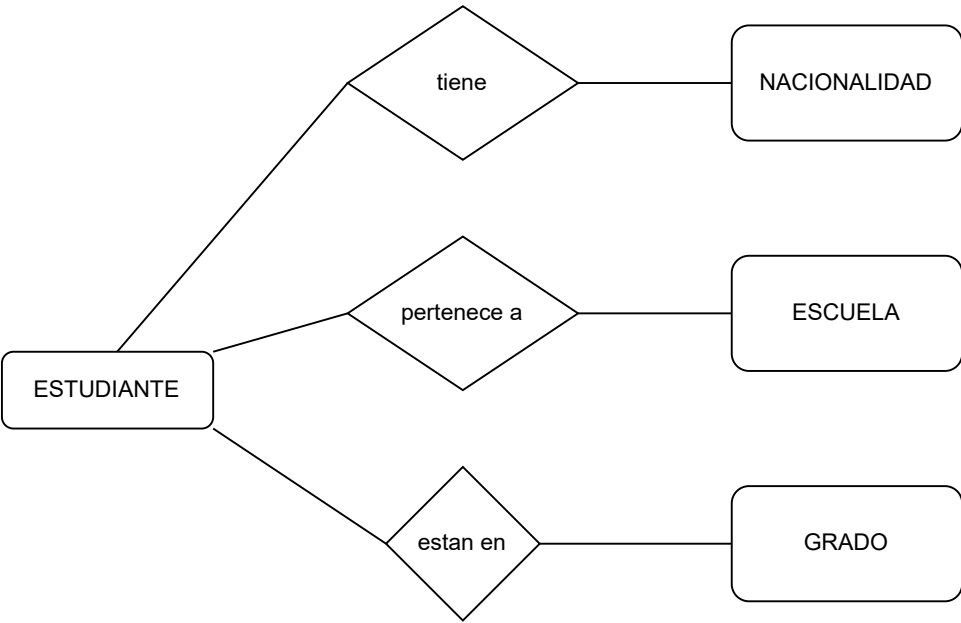 tiene
NACIONALIDAD
pertenece a
ESCUELA
ESTUDIANTE
estan en
GRADO